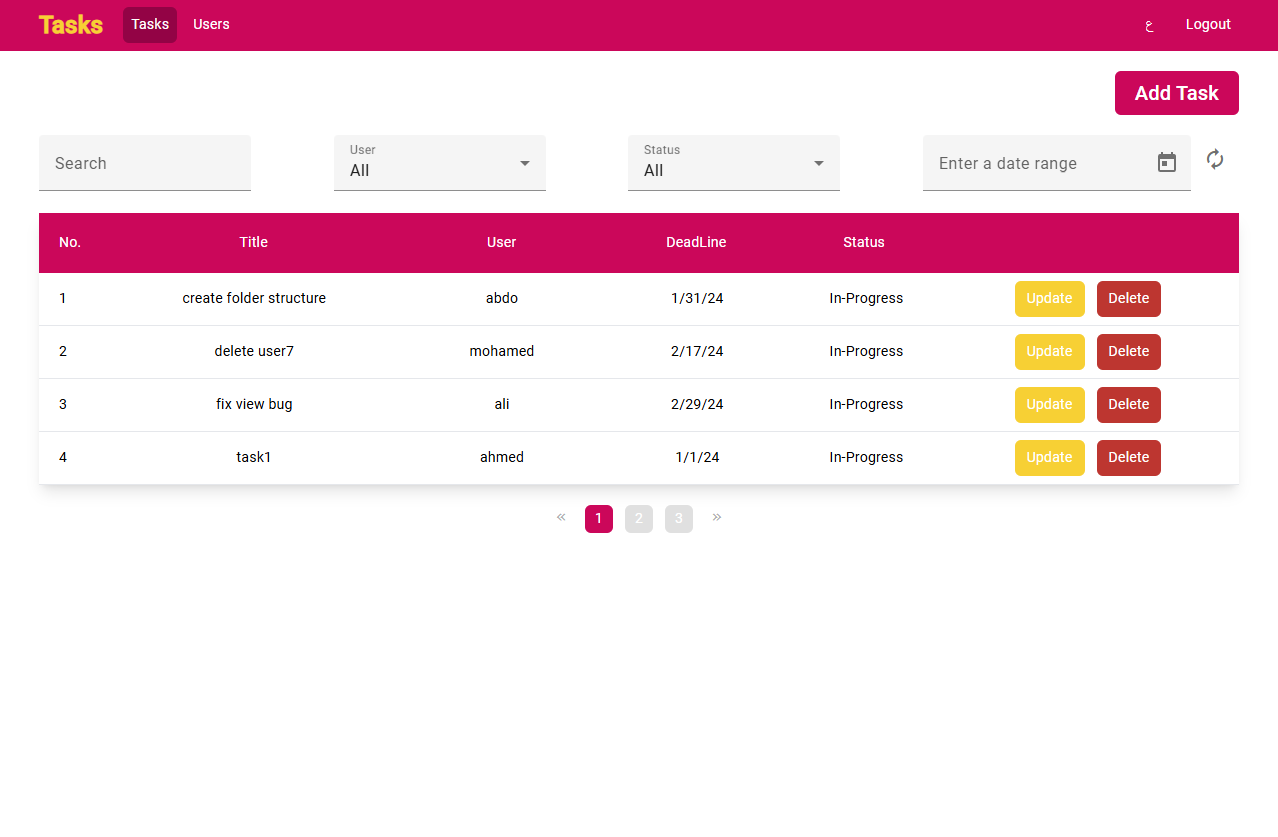 Tasks Tasks Users ع Logout
Add Task
Search User All Status All Enter a date range
No. Title User DeadLine Status
1 create folder structure abdo 1/31/24 In-Progress Update Delete
2 delete user7 mohamed 2/17/24 In-Progress Update Delete
3 fix view bug ali 2/29/24 In-Progress Update Delete
4 task1 ahmed 1/1/24 In-Progress Update Delete
« 1 2 3 »